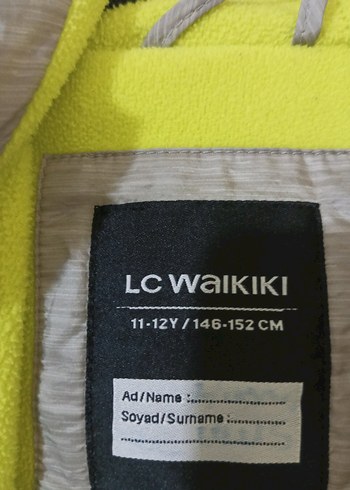 LC WAIKIKI
11-12Y / 146-152 CM
Ad/Name :....................
Soyad/Surname :............
........................................